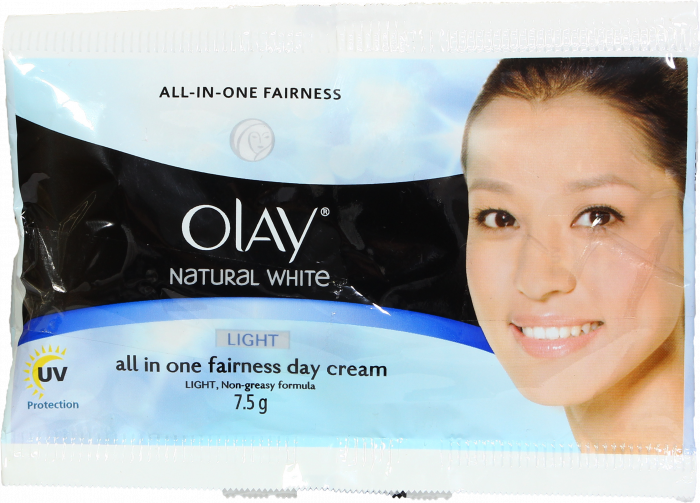 ALL-IN-ONE FAIRNESS
OLAY®
NATURAL WHITE
LIGHT
all in one fairness day cream
LIGHT, Non-greasy formula
7.5 g
UV
Protection